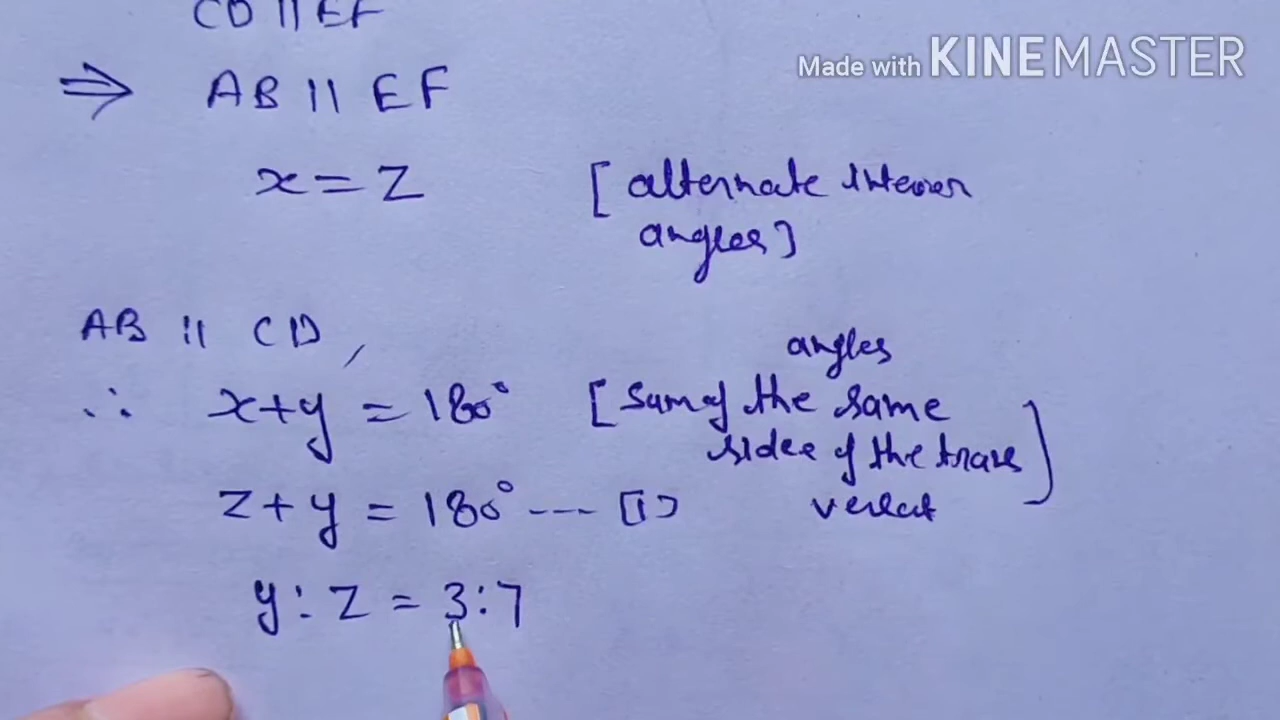 CD || EF
Made with KINEMASTER
⇒ AB || EF
x = z [alternate interior
angles]
AB || CD,
angles
∴ x+y = 180° [Sum of the same
sides of the trans
versal]
z+y = 180° --- [1]
y : z = 3:7